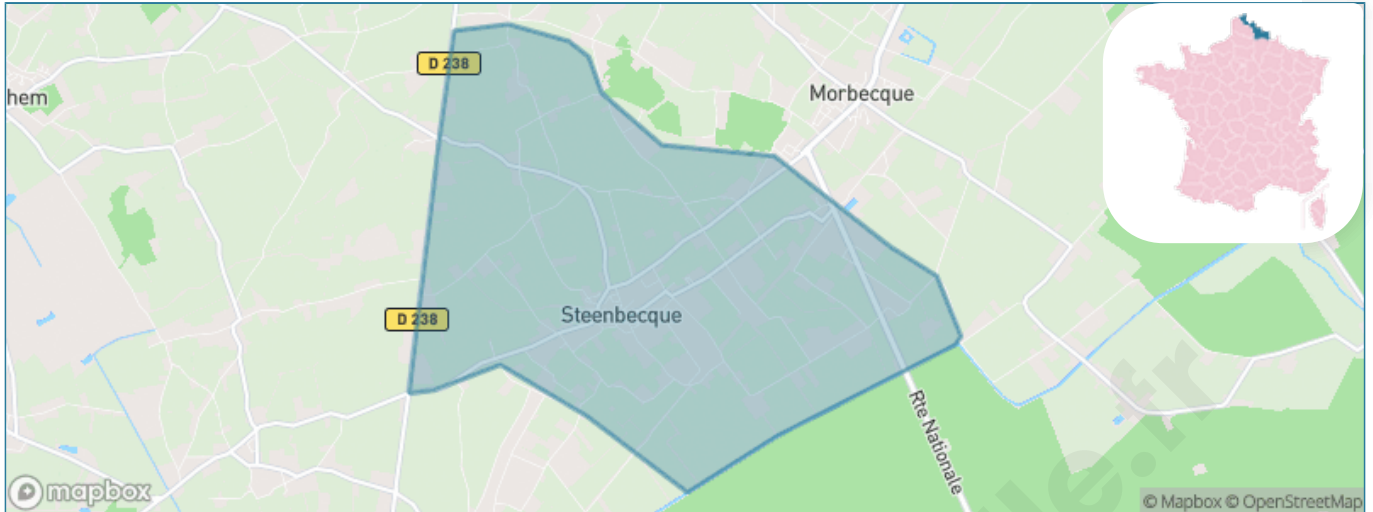 D 238
Morbecque
hem
D 238
Steenbecque
Rte Nationale
mapbox
© Mapbox © OpenStreetMap